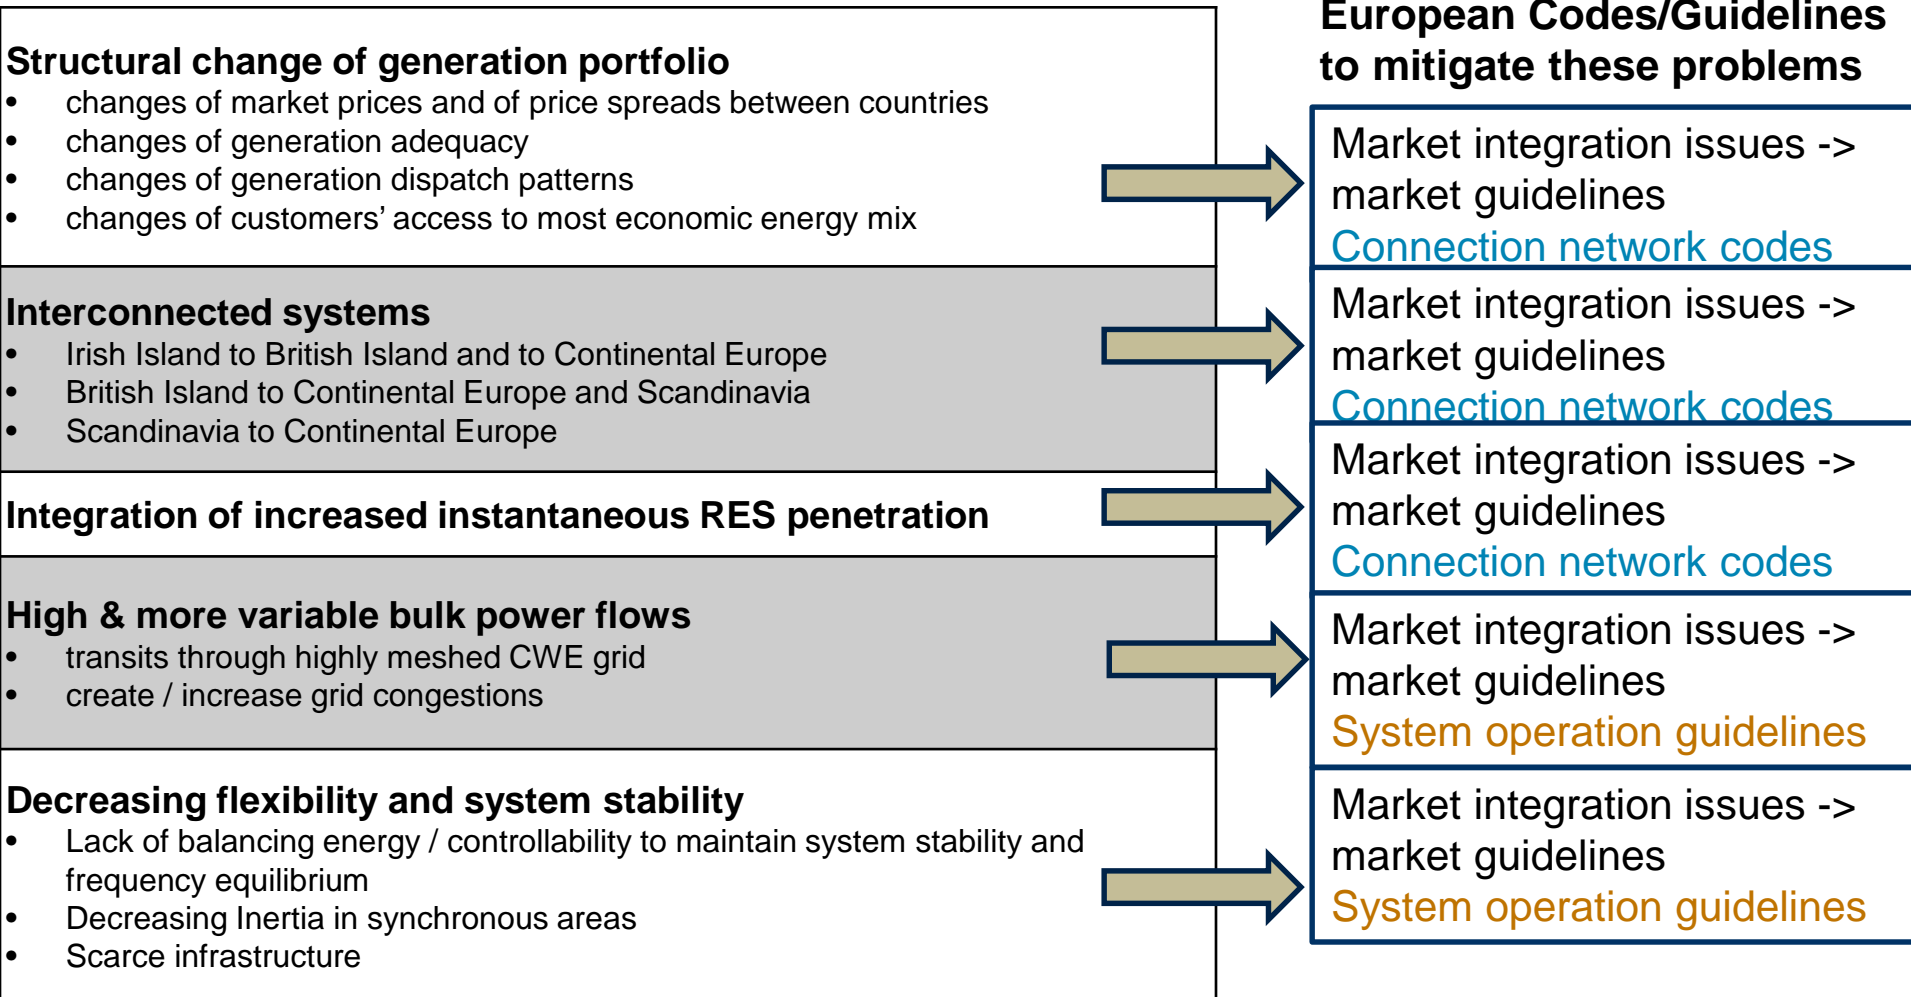 Structural change of generation portfolio
• changes of market prices and of price spreads between countries
• changes of generation adequacy
• changes of generation dispatch patterns
• changes of customers' access to most economic energy mix
Interconnected systems
• Irish Island to British Island and to Continental Europe
• British Island to Continental Europe and Scandinavia
• Scandinavia to Continental Europe
Integration of increased instantaneous RES penetration
High & more variable bulk power flows
• transits through highly meshed CWE grid
• create / increase grid congestions
Decreasing flexibility and system stability
• Lack of balancing energy / controllability to maintain system stability and
frequency equilibrium
• Decreasing Inertia in synchronous areas
• Scarce infrastructure
European Codes/Guidelines
to mitigate these problems
Market integration issues ->
market guidelines
Connection network codes
Market integration issues ->
market guidelines
Connection network codes
Market integration issues ->
market guidelines
Connection network codes
Market integration issues ->
market guidelines
System operation guidelines
Market integration issues ->
market guidelines
System operation guidelines